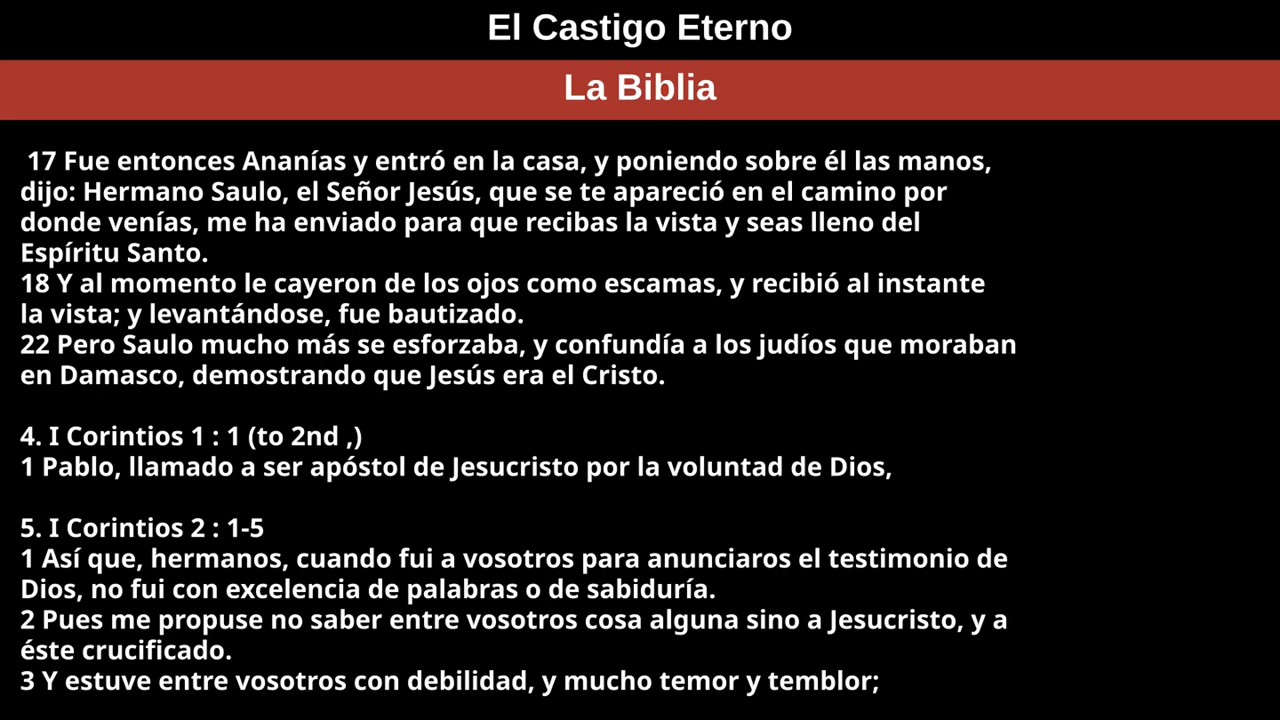 El Castigo Eterno
La Biblia
17 Fue entonces Ananías y entró en la casa, y poniendo sobre él las manos,
dijo: Hermano Saulo, el Señor Jesús, que se te apareció en el camino por
donde venías, me ha enviado para que recibas la vista y seas lleno del
Espíritu Santo.
18 Y al momento le cayeron de los ojos como escamas, y recibió al instante
la vista; y levantándose, fue bautizado.
22 Pero Saulo mucho más se esforzaba, y confundía a los judíos que moraban
en Damasco, demostrando que Jesús era el Cristo.
4. I Corintios 1 : 1 (to 2nd ,)
1 Pablo, llamado a ser apóstol de Jesucristo por la voluntad de Dios,
5. I Corintios 2 : 1-5
1 Así que, hermanos, cuando fui a vosotros para anunciaros el testimonio de
Dios, no fui con excelencia de palabras o de sabiduría.
2 Pues me propuse no saber entre vosotros cosa alguna sino a Jesucristo, y a
éste crucificado.
3 Y estuve entre vosotros con debilidad, y mucho temor y temblor;